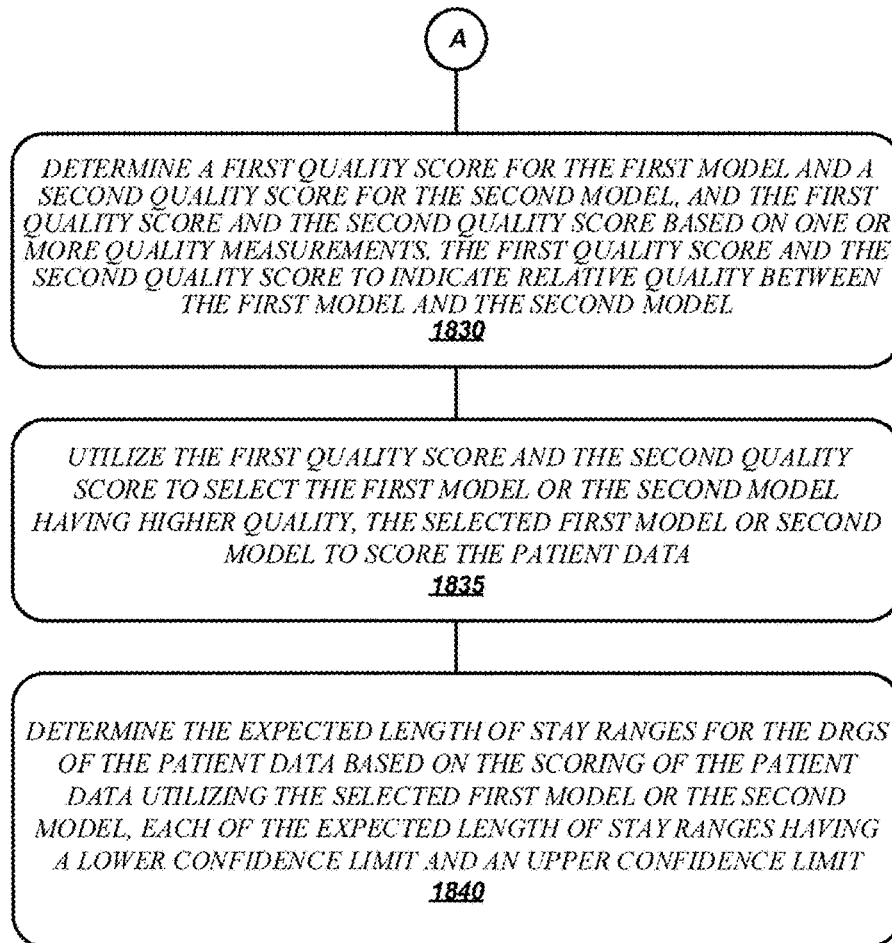 A
DETERMINE A FIRST QUALITY SCORE FOR THE FIRST MODEL AND A
SECOND QUALITY SCORE FOR THE SECOND MODEL, AND THE FIRST
QUALITY SCORE AND THE SECOND QUALITY SCORE BASED ON ONE OR
MORE QUALITY MEASUREMENTS, THE FIRST QUALITY SCORE AND THE
SECOND QUALITY SCORE TO INDICATE RELATIVE QUALITY BETWEEN
THE FIRST MODEL AND THE SECOND MODEL
1830
UTILIZE THE FIRST QUALITY SCORE AND THE SECOND QUALITY
SCORE TO SELECT THE FIRST MODEL OR THE SECOND MODEL
HAVING HIGHER QUALITY, THE SELECTED FIRST MODEL OR SECOND
MODEL TO SCORE THE PATIENT DATA
1835
DETERMINE THE EXPECTED LENGTH OF STAY RANGES FOR THE DRGS
OF THE PATIENT DATA BASED ON THE SCORING OF THE PATIENT
DATA UTILIZING THE SELECTED FIRST MODEL OR THE SECOND
MODEL, EACH OF THE EXPECTED LENGTH OF STAY RANGES HAVING
A LOWER CONFIDENCE LIMIT AND AN UPPER CONFIDENCE LIMIT
1840